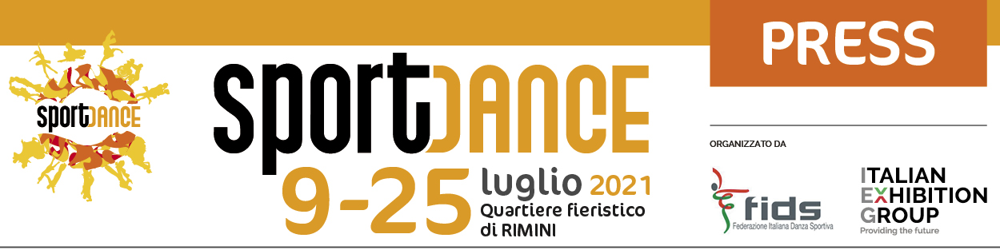 PRESS
sportDANCE
sportDANCE
9-25
luglio 2021
Quartiere fieristico
di RIMINI
ORGANIZZATO DA
fids
Federazione Italiana Danza Sportiva
ITALIAN
EXHIBITION
GROUP
Providing the future